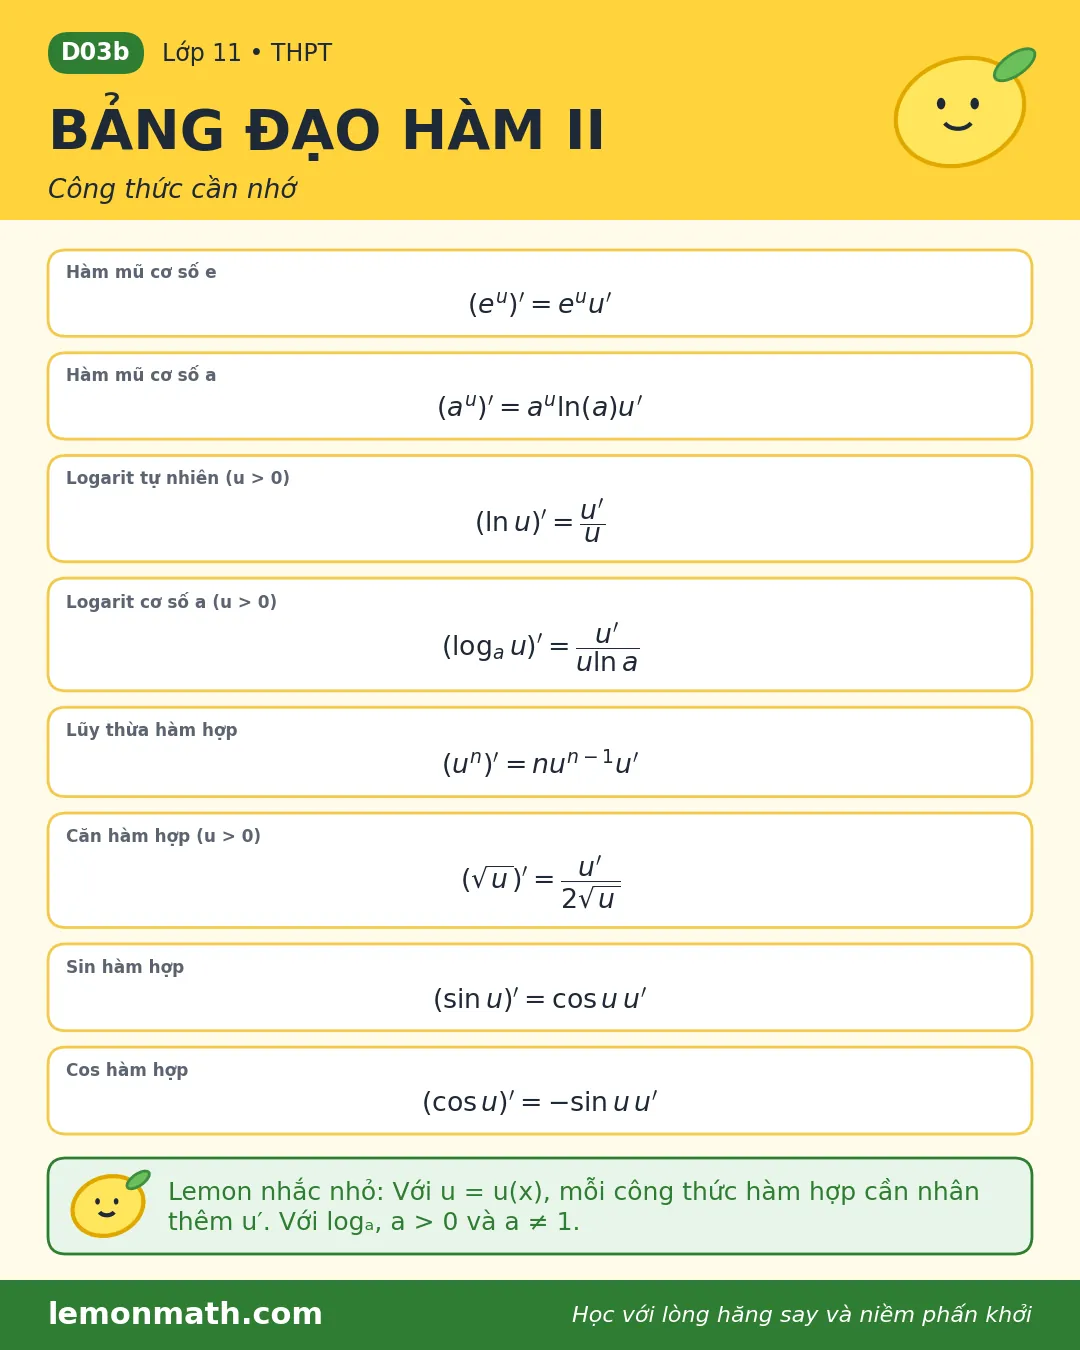 D03b Lớp 11 • THPT
BẢNG ĐẠO HÀM II
Công thức cần nhớ
Hàm mũ cơ số e
(e^u)′ = e^u u′
Hàm mũ cơ số a
(a^u)′ = a^u ln(a)u′
Logarit tự nhiên (u > 0)
(ln u)′ = u′/u
Logarit cơ số a (u > 0)
(log_a u)′ = u′/(u ln a)
Lũy thừa hàm hợp
(u^n)′ = nu^(n−1)u′
Căn hàm hợp (u > 0)
(√u)′ = u′/(2√u)
Sin hàm hợp
(sin u)′ = cos u u′
Cos hàm hợp
(cos u)′ = −sin u u′
Lemon nhắc nhỏ: Với u = u(x), mỗi công thức hàm hợp cần nhân
thêm u′. Với logₐ, a > 0 và a ≠ 1.
lemonmath.com
Học với lòng hăng say và niềm phấn khởi